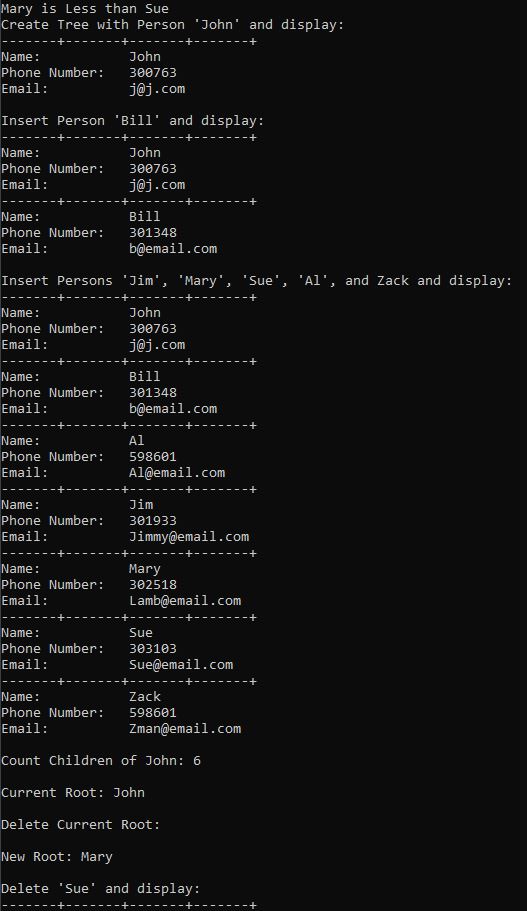 Mary is Less than Sue
Create Tree with Person 'John' and display:
-------+-------+-------+-------+
Name:           John
Phone Number:   300763
Email:          j@j.com

Insert Person 'Bill' and display:
-------+-------+-------+-------+
Name:           John
Phone Number:   300763
Email:          j@j.com
-------+-------+-------+-------+
Name:           Bill
Phone Number:   301348
Email:          b@email.com

Insert Persons 'Jim', 'Mary', 'Sue', 'Al', and Zack and display:
-------+-------+-------+-------+
Name:           John
Phone Number:   300763
Email:          j@j.com
-------+-------+-------+-------+
Name:           Bill
Phone Number:   301348
Email:          b@email.com
-------+-------+-------+-------+
Name:           Al
Phone Number:   598601
Email:          Al@email.com
-------+-------+-------+-------+
Name:           Jim
Phone Number:   301933
Email:          Jimmy@email.com
-------+-------+-------+-------+
Name:           Mary
Phone Number:   302518
Email:          Lamb@email.com
-------+-------+-------+-------+
Name:           Sue
Phone Number:   303103
Email:          Sue@email.com
-------+-------+-------+-------+
Name:           Zack
Phone Number:   598601
Email:          Zman@email.com

Count Children of John: 6

Current Root: John

Delete Current Root:

New Root: Mary

Delete 'Sue' and display:
-------+-------+-------+-------+